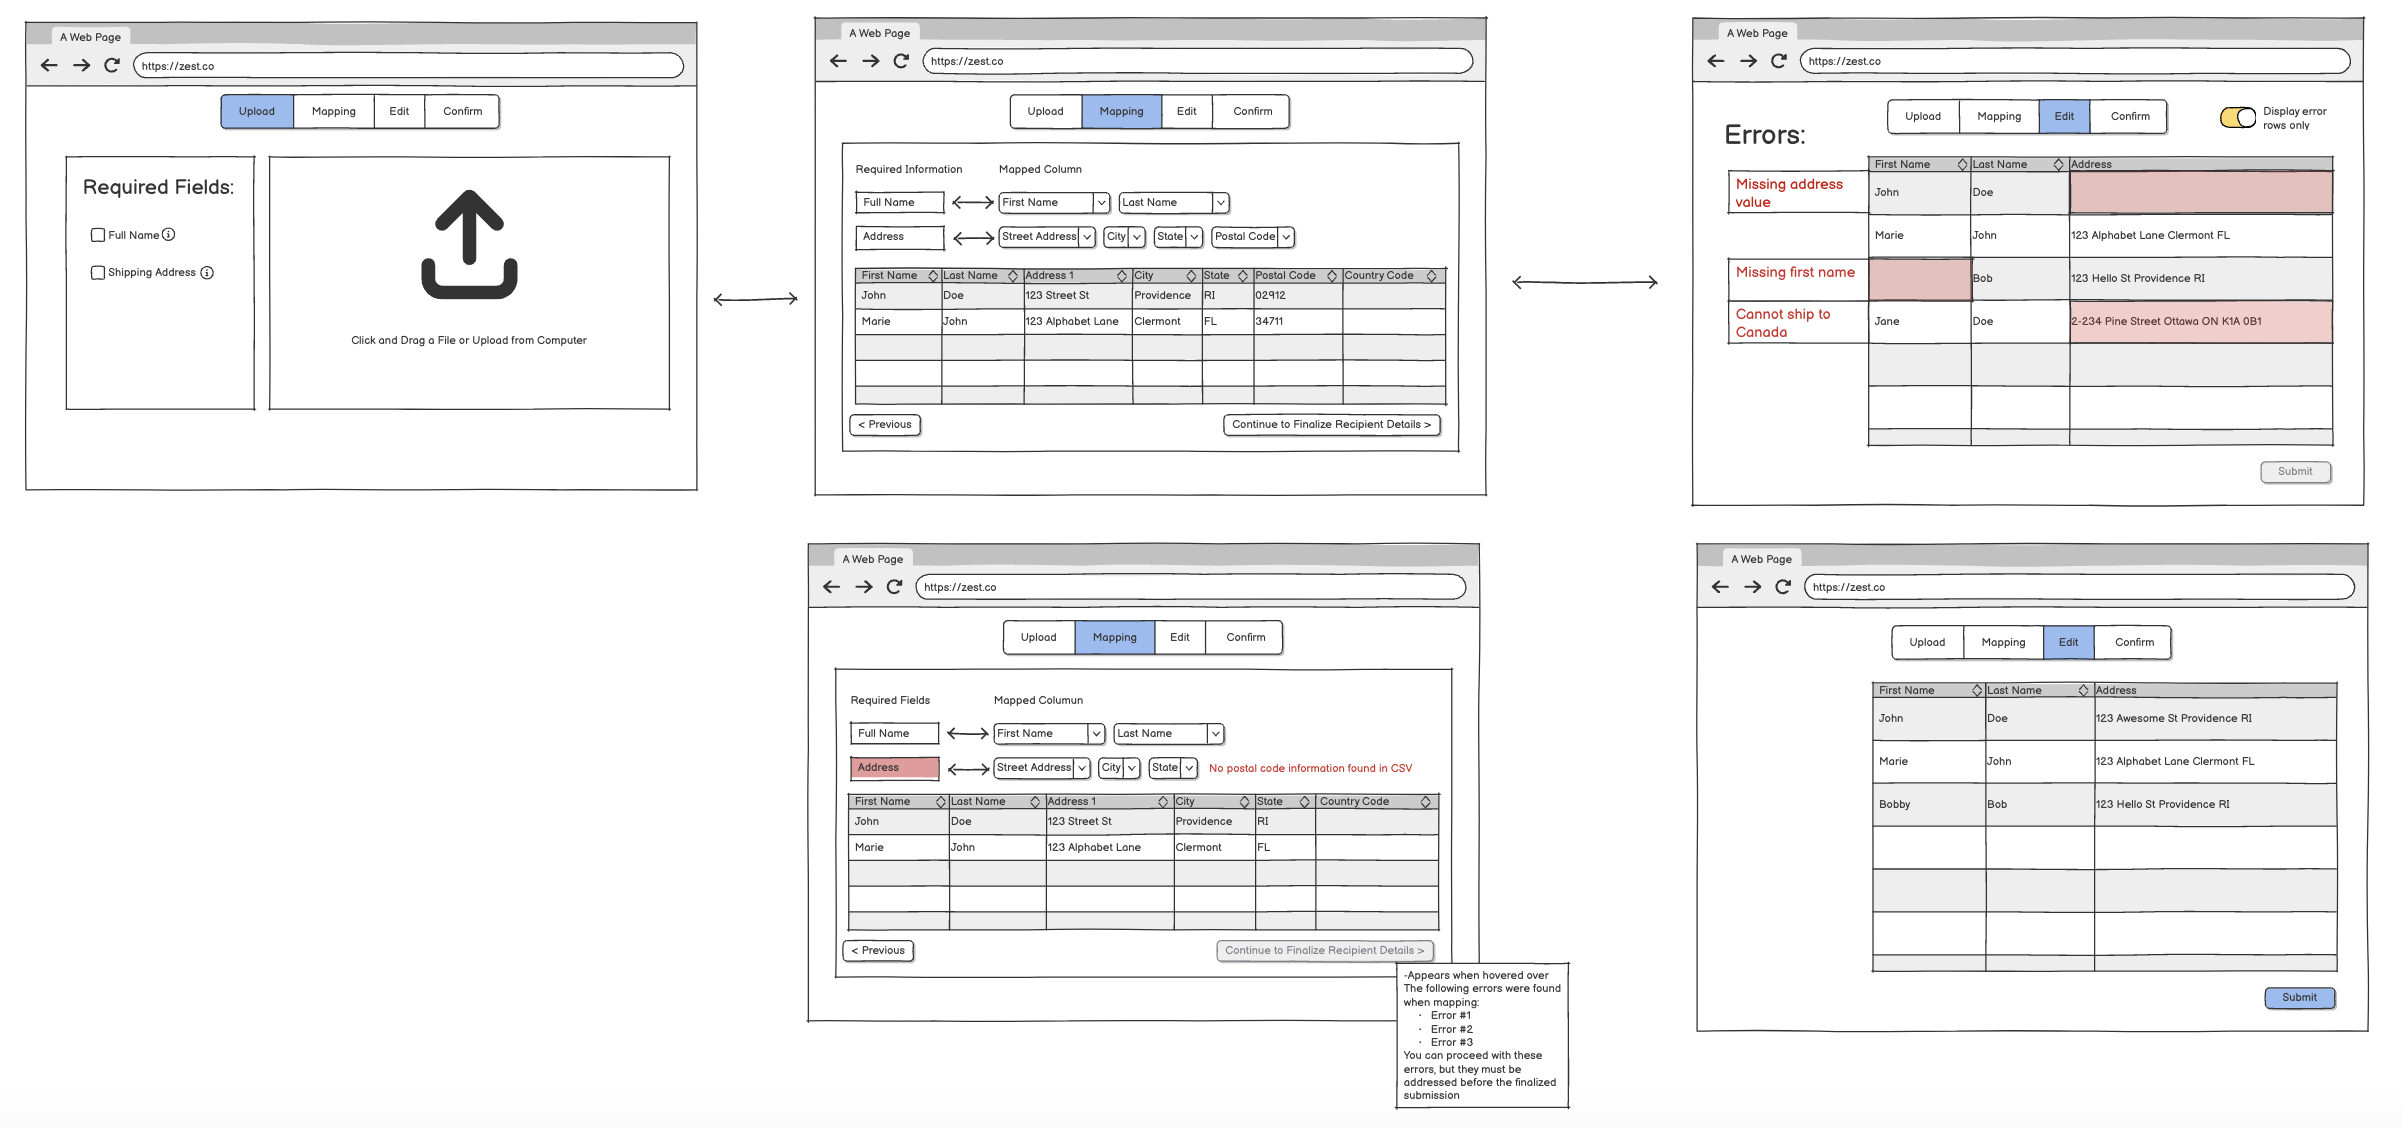 A Web Page
https://zest.co
Upload Mapping Edit Confirm
Required Fields:
Full Name
Shipping Address
Click and Drag a File or Upload from Computer
A Web Page
https://zest.co
Upload Mapping Edit Confirm
Required Information Mapped Column
Full Name First Name Last Name
Address Street Address City State Postal Code
First Name Last Name Address 1 City State Postal Code Country Code
John Doe 123 Street St Providence RI 02912
Marie John 123 Alphabet Lane Clermont FL 34711
< Previous Continue to Finalize Recipient Details >
A Web Page
https://zest.co
Upload Mapping Edit Confirm
Display error
rows only
Errors:
First Name Last Name Address
Missing address
value
John Doe
Marie John 123 Alphabet Lane Clermont FL
Missing first name
Bob 123 Hello St Providence RI
Cannot ship to
Canada
Jane Doe 2-234 Pine Street Ottawa ON K1A 0B1
Submit
A Web Page
https://zest.co
Upload Mapping Edit Confirm
Required Fields Mapped Columun
Full Name First Name Last Name
Address Street Address City State No postal code information found in CSV
First Name Last Name Address 1 City State Country Code
John Doe 123 Street St Providence RI
Marie John 123 Alphabet Lane Clermont FL
< Previous Continue to Finalize Recipient Details >
-Appears when hovered over
The following errors were found
when mapping:
· Error #1
· Error #2
· Error #3
You can proceed with these
errors, but they must be
addressed before the finalized
submission
A Web Page
https://zest.co
Upload Mapping Edit Confirm
First Name Last Name Address
John Doe 123 Awesome St Providence RI
Marie John 123 Alphabet Lane Clermont FL
Bobby Bob 123 Hello St Providence RI
Submit